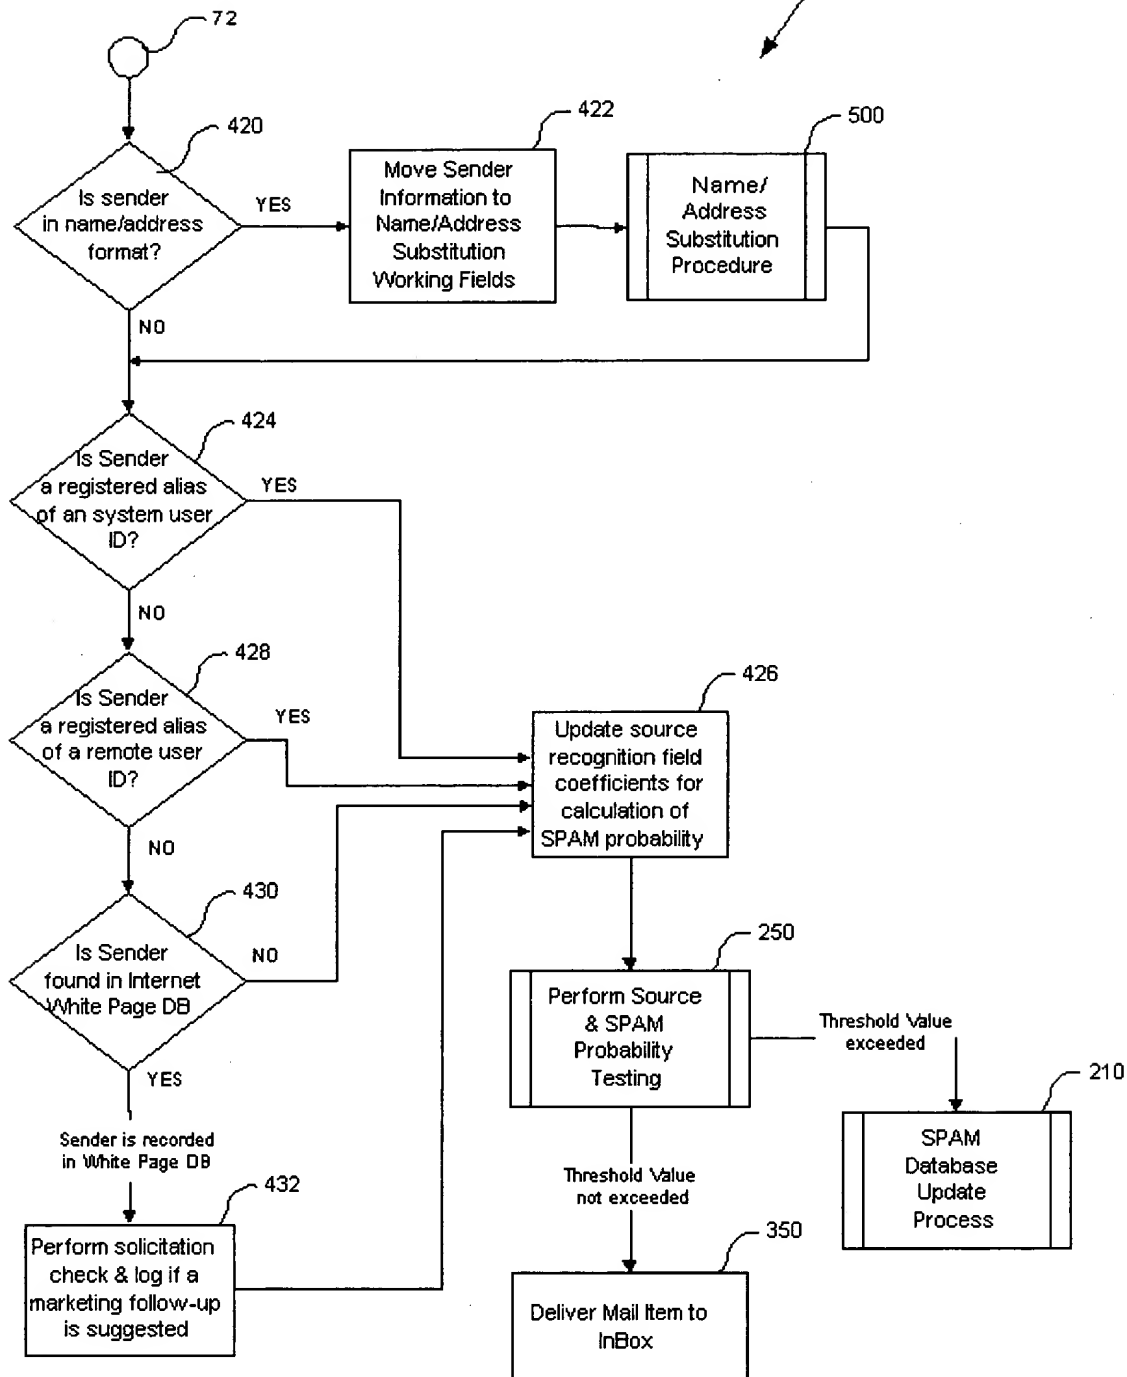 72
420
Is sender
in name/address
format?
YES
NO
422
Move Sender
Information to
Name/Address
Substitution
Working Fields
500
Name/
Address
Substitution
Procedure
424
Is Sender
a registered alias
of an system user
ID?
YES
NO
428
Is Sender
a registered alias
of a remote user
ID?
YES
NO
426
Update source
recognition field
coefficients for
calculation of
SPAM probability
430
Is Sender
found in Internet
White Page DB
NO
YES
Sender is recorded
in White Page DB
432
Perform solicitation
check & log if a
marketing follow-up
is suggested
250
Perform Source
& SPAM
Probability
Testing
Threshold Value
exceeded
210
SPAM
Database
Update
Process
Threshold Value
not exceeded
350
Deliver Mail Item to
InBox